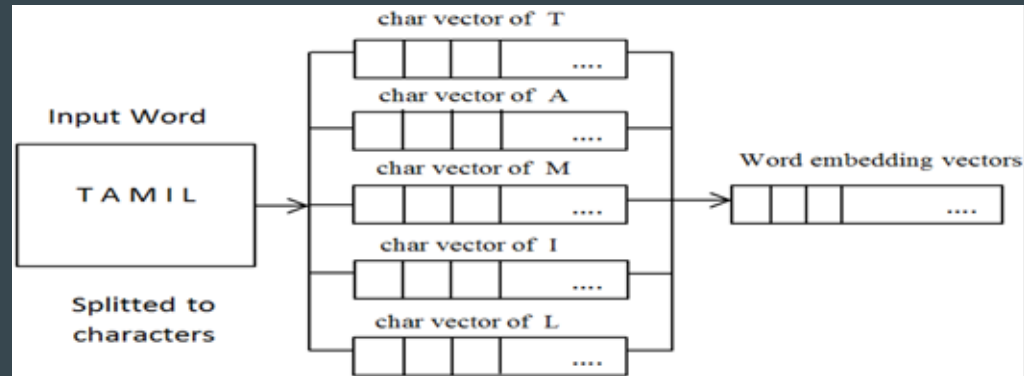 Input Word
T A M I L
Splitted to
characters
char vector of T
....
char vector of A
....
char vector of M
....
char vector of I
....
char vector of L
....
Word embedding vectors
....